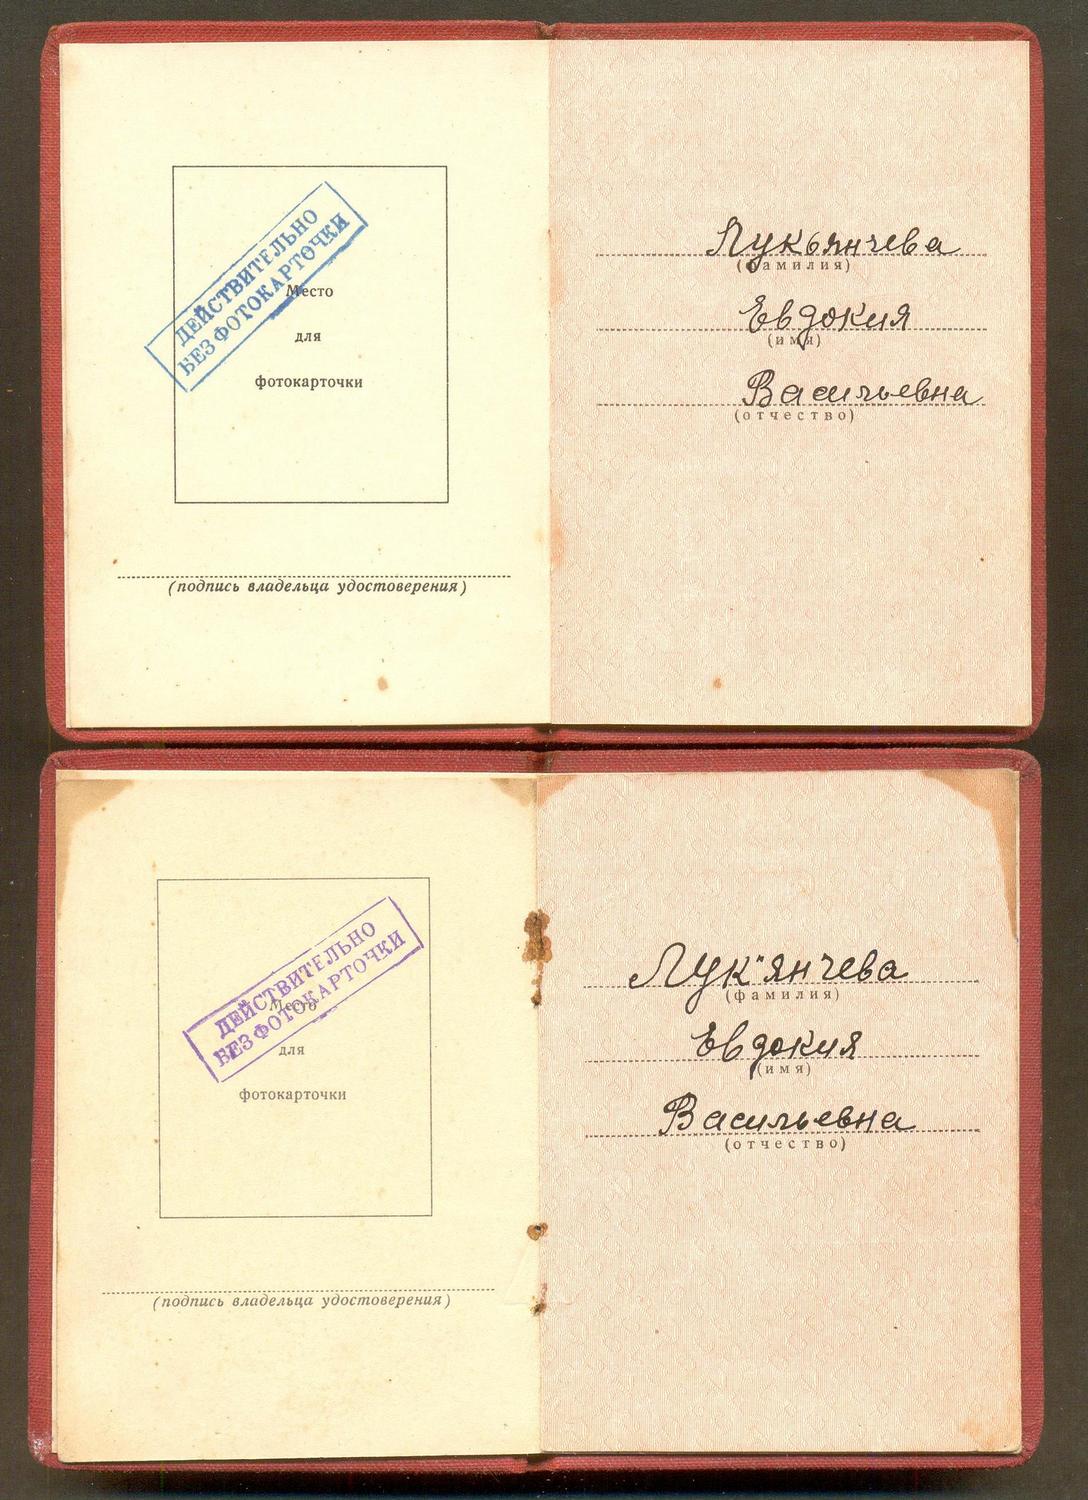 ДЕЙСТВИТЕЛЬНО
БЕЗ ФОТОКАРТОЧКИ
Место
для
фотокарточки
(подпись владельца удостоверения)
Лукьянчева
(фамилия)
Евдокия
(имя)
Васильевна
(отчество)
ДЕЙСТВИТЕЛЬНО
БЕЗ ФОТОКАРТОЧКИ
Место
для
фотокарточки
(подпись владельца удостоверения)
Лук"янчева
(фамилия)
Евдокия
(имя)
Васильевна
(отчество)